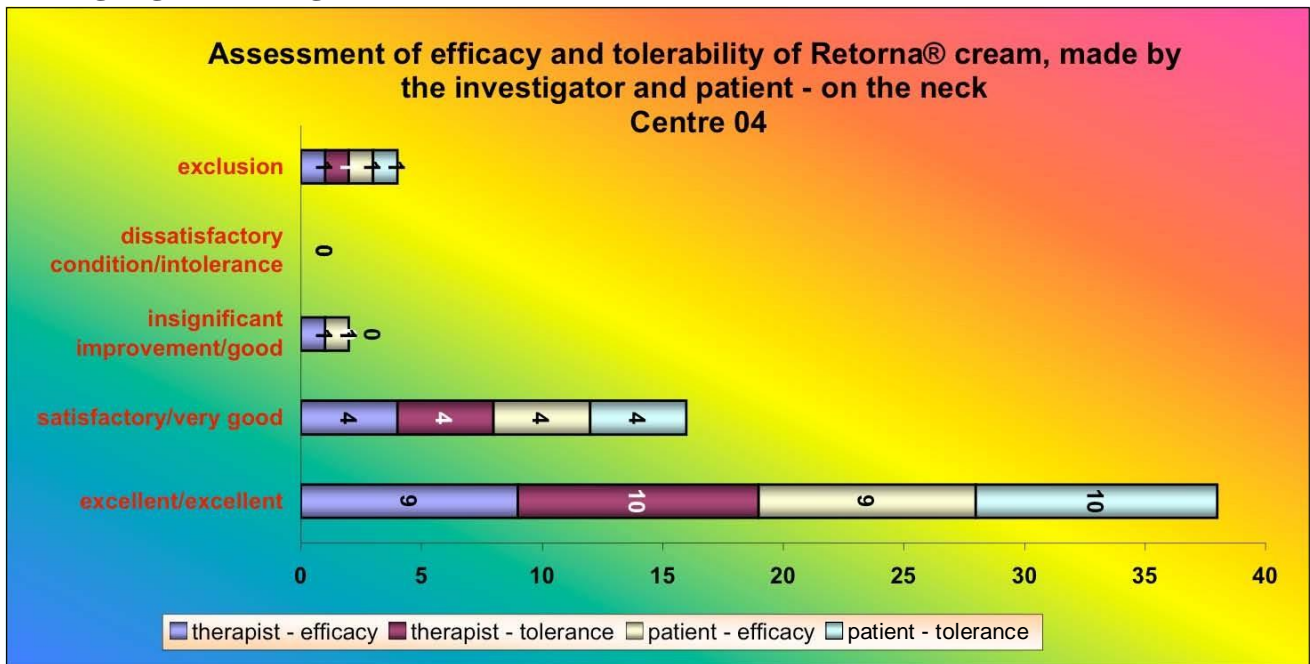 Assessment of efficacy and tolerability of Retorna® cream, made by
the investigator and patient - on the neck
Centre 04
exclusion
1 1 1 1
dissatisfactory
condition/intolerance
0
insignificant
improvement/good
1 1 0
satisfactory/very good
4 4 4 4
excellent/excellent
9 10 9 10
0 5 10 15 20 25 30 35 40
therapist - efficacy therapist - tolerance patient - efficacy patient - tolerance